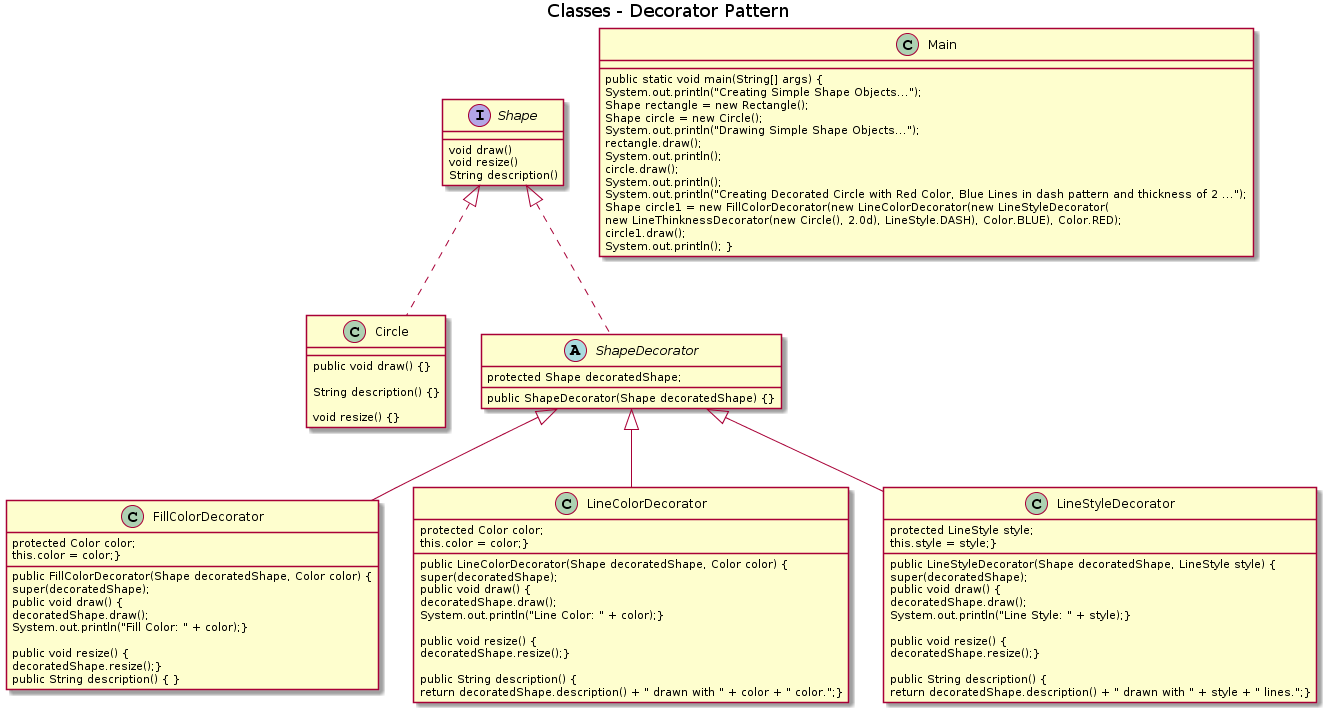 Classes - Decorator Pattern
C Main
public static void main(String[] args) {
System.out.println("Creating Simple Shape Objects...");
Shape rectangle = new Rectangle();
Shape circle = new Circle();
System.out.println("Drawing Simple Shape Objects...");
rectangle.draw();
System.out.println();
circle.draw();
System.out.println();
System.out.println("Creating Decorated Circle with Red Color, Blue Lines in dash pattern and thickness of 2 ...");
Shape circle1 = new FillColorDecorator(new LineColorDecorator(new LineStyleDecorator(
new LineThinknessDecorator(new Circle(), 2.0d), LineStyle.DASH), Color.BLUE), Color.RED);
circle1.draw();
System.out.println(); }
I Shape
void draw()
void resize()
String description()
C Circle
public void draw() {}
String description() {}
void resize() {}
A ShapeDecorator
protected Shape decoratedShape;
public ShapeDecorator(Shape decoratedShape) {}
C FillColorDecorator
protected Color color;
this.color = color;}
public FillColorDecorator(Shape decoratedShape, Color color) {
super(decoratedShape);
public void draw() {
decoratedShape.draw();
System.out.println("Fill Color: " + color);}
public void resize() {
decoratedShape.resize();}
public String description() { }
C LineColorDecorator
protected Color color;
this.color = color;}
public LineColorDecorator(Shape decoratedShape, Color color) {
super(decoratedShape);
public void draw() {
decoratedShape.draw();
System.out.println("Line Color: " + color);}
public void resize() {
decoratedShape.resize();}
public String description() {
return decoratedShape.description() + " drawn with " + color + " color.";}
C LineStyleDecorator
protected LineStyle style;
this.style = style;}
public LineStyleDecorator(Shape decoratedShape, LineStyle style) {
super(decoratedShape);
public void draw() {
decoratedShape.draw();
System.out.println("Line Style: " + style);}
public void resize() {
decoratedShape.resize();}
public String description() {
return decoratedShape.description() + " drawn with " + style + " lines.";}